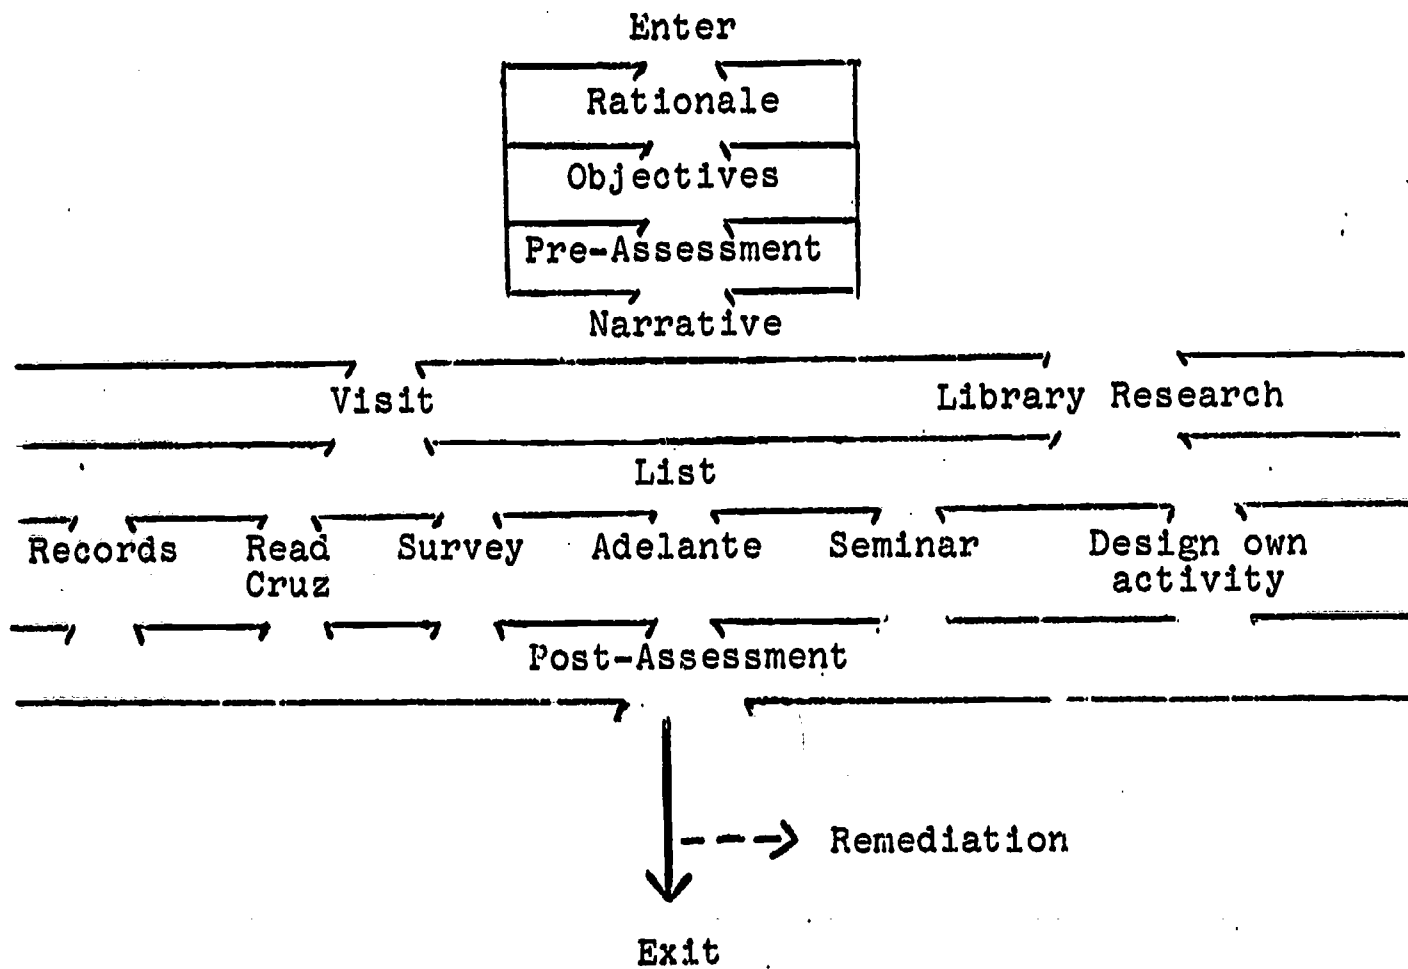 Enter
Rationale
Objectives
Pre-Assessment
Narrative
Visit Library Research
List
Records Read Survey Adelante Seminar Design own
Cruz activity
Post-Assessment
Remediation
Exit